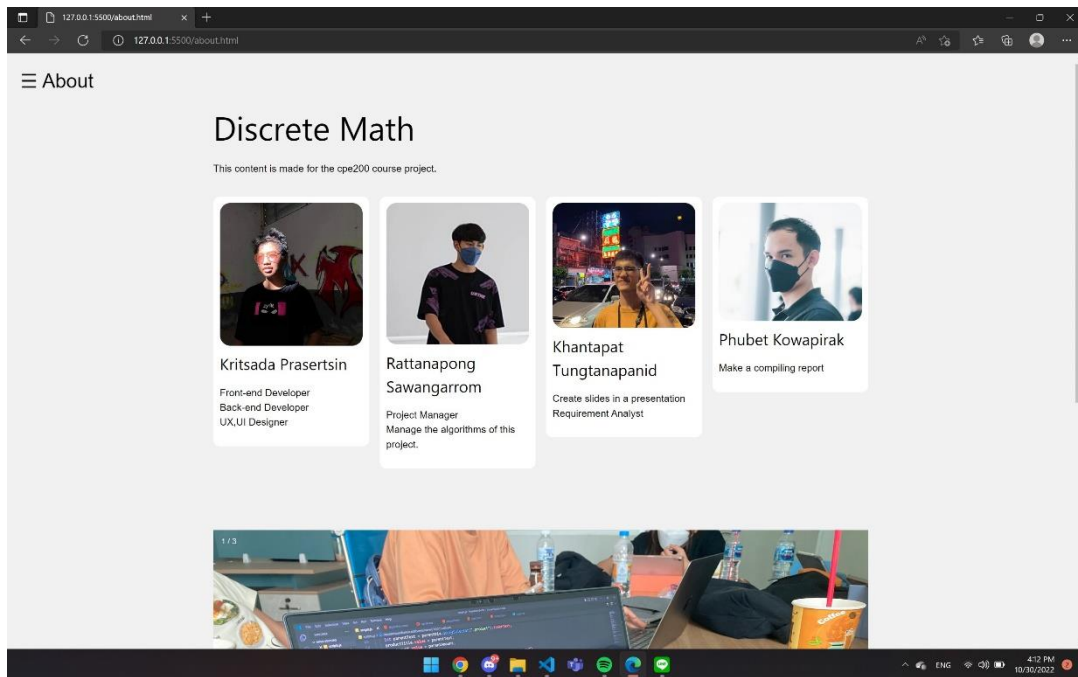 127.0.0.1:5500/about.html
127.0.0.1:5500/about.html
☰ About
Discrete Math
This content is made for the cpe200 course project.
Kritsada Prasertsin
Front-end Developer
Back-end Developer
UX,UI Designer
Rattanapong
Sawangarrom
Project Manager
Manage the algorithms of this
project.
Khantapat
Tungtanapanid
Create slides in a presentation
Requirement Analyst
Phubet Kowapirak
Make a compiling report
1 / 3
Coffee
ENG
4:12 PM
10/30/2022
2